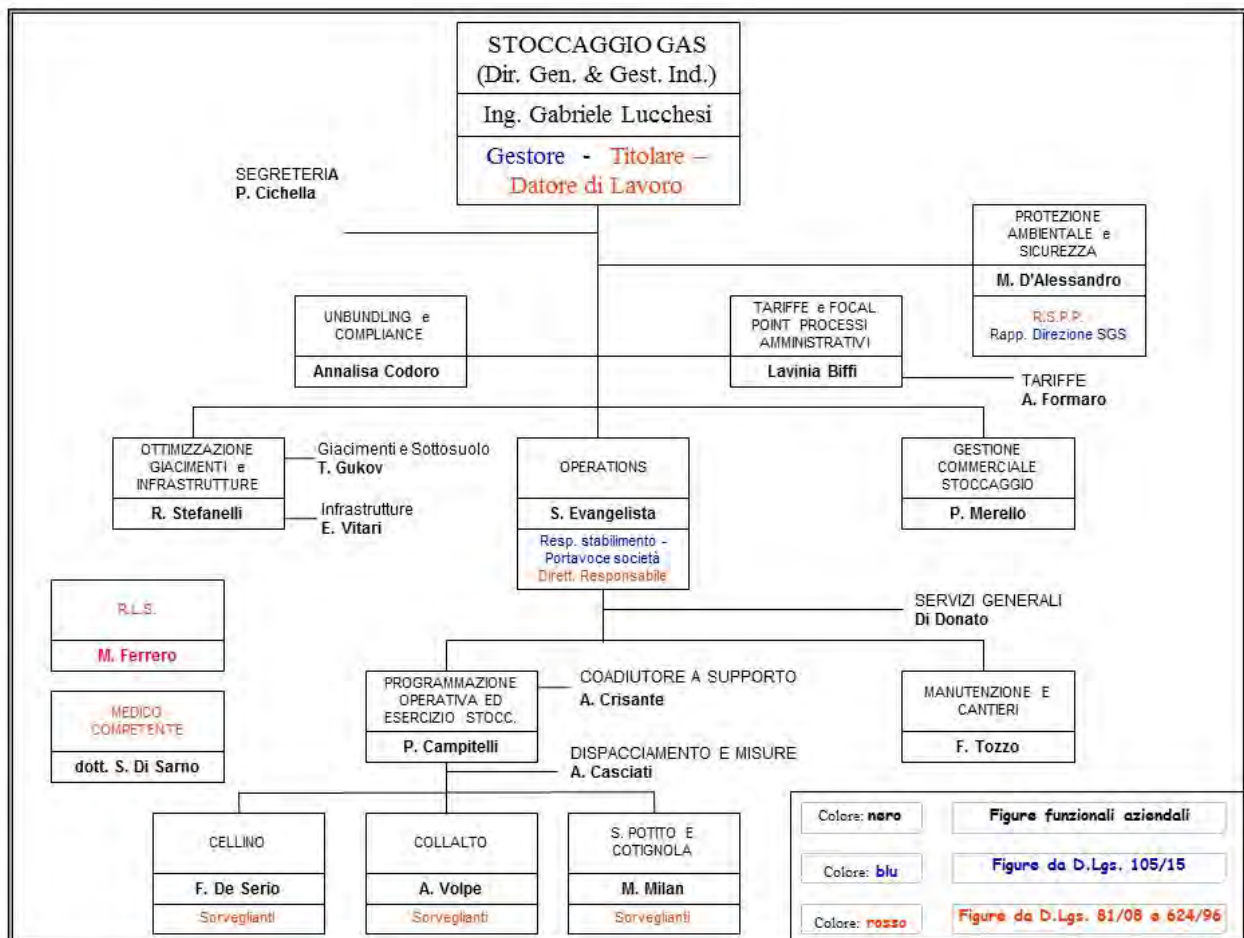 STOCCAGGIO GAS
(Dir. Gen. & Gest. Ind.)
Ing. Gabriele Lucchesi
Gestore - Titolare –
Datore di Lavoro
SEGRETERIA
P. Cichella
PROTEZIONE
AMBIENTALE e
SICUREZZA
M. D'Alessandro
R.S.P.P.
Rapp. Direzione SGS
UNBUNDLING e
COMPLIANCE
Annalisa Codoro
TARIFFE e FOCAL
POINT PROCESSI
AMMINISTRATIVI
Lavinia Biffi
TARIFFE
A. Formaro
OTTIMIZZAZIONE
GIACIMENTI e
INFRASTRUTTURE
R. Stefanelli
Giacimenti e Sottosuolo
T. Gukov
Infrastrutture
E. Vitari
OPERATIONS
S. Evangelista
Resp. stabilimento -
Portavoce società
Dirett. Responsabile
GESTIONE
COMMERCIALE
STOCCAGGIO
P. Merello
R.L.S.
M. Ferrero
MEDICO
COMPETENTE
dott. S. Di Sarno
SERVIZI GENERALI
Di Donato
PROGRAMMAZIONE
OPERATIVA ED
ESERCIZIO STOCC.
P. Campitelli
COADIUTORE A SUPPORTO
A. Crisante
DISPACCIAMENTO E MISURE
A. Casciati
MANUTENZIONE E
CANTIERI
F. Tozzo
CELLINO
F. De Serio
Sorveglianti
COLLALTO
A. Volpe
Sorveglianti
S. POTITO E
COTIGNOLA
M. Milan
Sorveglianti
Colore: nero
Figure funzionali aziendali
Colore: blu
Figure da D.Lgs. 105/15
Colore: rosso
Figure da D.Lgs. 81/08 e 624/96